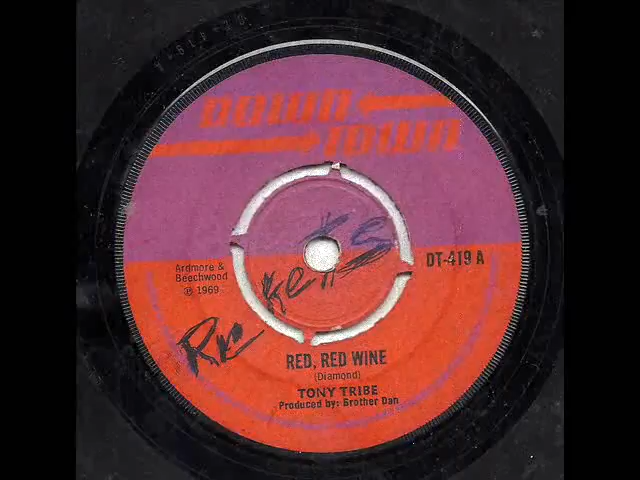 DOWN
TOWN
DT-419 A
Ardmore &
Beechwood
℗ 1969
RED, RED WINE
(Diamond)
TONY TRIBE
Produced by: Brother Dan